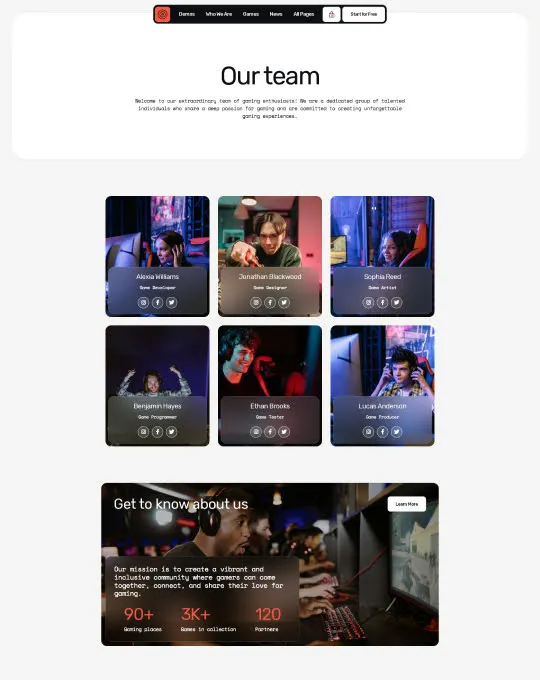 Demos Who We Are Games News All Pages Start for Free
Our team
Welcome to our extraordinary team of gaming enthusiasts! We are a dedicated group of talented
individuals who share a deep passion for gaming and are committed to creating unforgettable
gaming experiences.
Alexia Williams Jonathan Blackwood Sophia Reed
Game Developer Game Designer Game Artist
Benjamin Hayes Ethan Brooks Lucas Anderson
Game Programmer Game Tester Game Producer
Get to know about us Learn More
Our mission is to create a vibrant and
inclusive community where gamers can come
together, connect, and share their love for
gaming.
90+ 3K+ 120
Gaming places Games in collection Partners